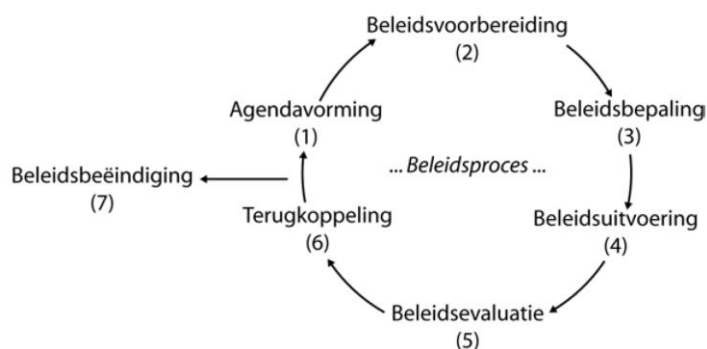 Beleidsvoorbereiding
(2)
Agendavorming
(1)
Beleidsbepaling
(3)
... Beleidsproces ...
Beleidsbeëindiging
(7)
Terugkoppeling
(6)
Beleidsuitvoering
(4)
Beleidsevaluatie
(5)